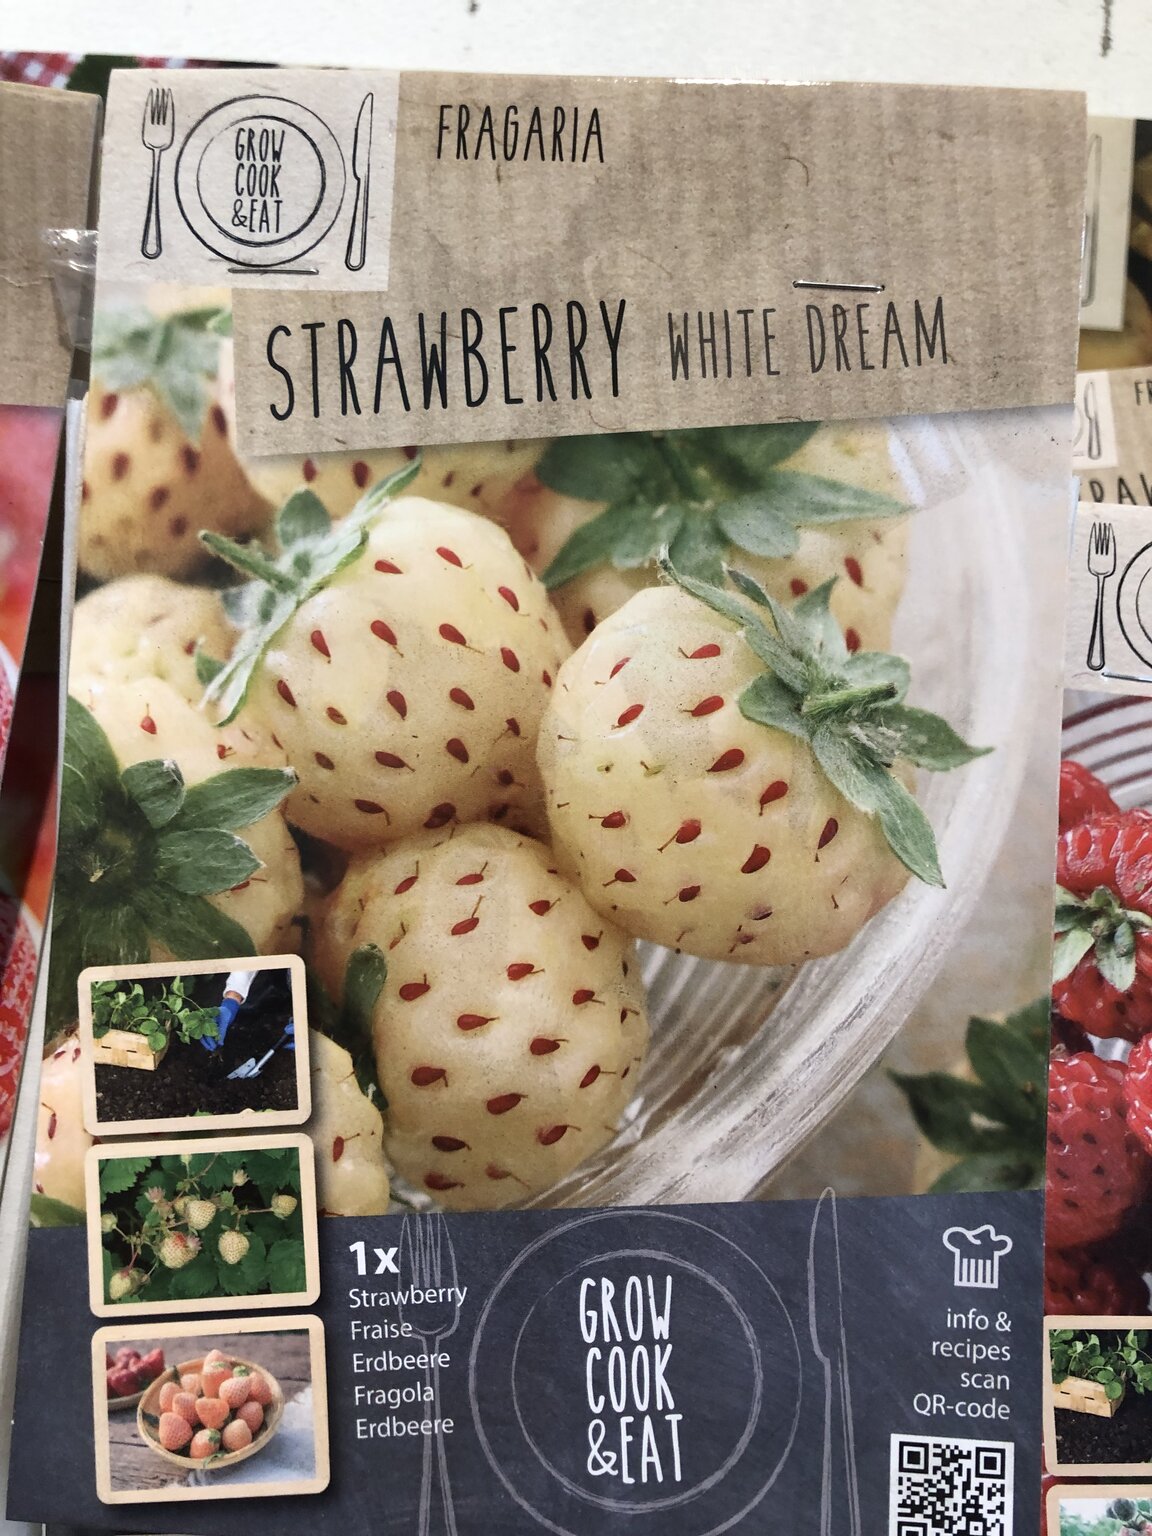 GROW
COOK
&EAT
FRAGARIA
STRAWBERRY WHITE DREAM
1x
Strawberry
Fraise
Erdbeere
Fragola
Erdbeere
GROW
COOK
&EAT
info &
recipes
scan
QR-code